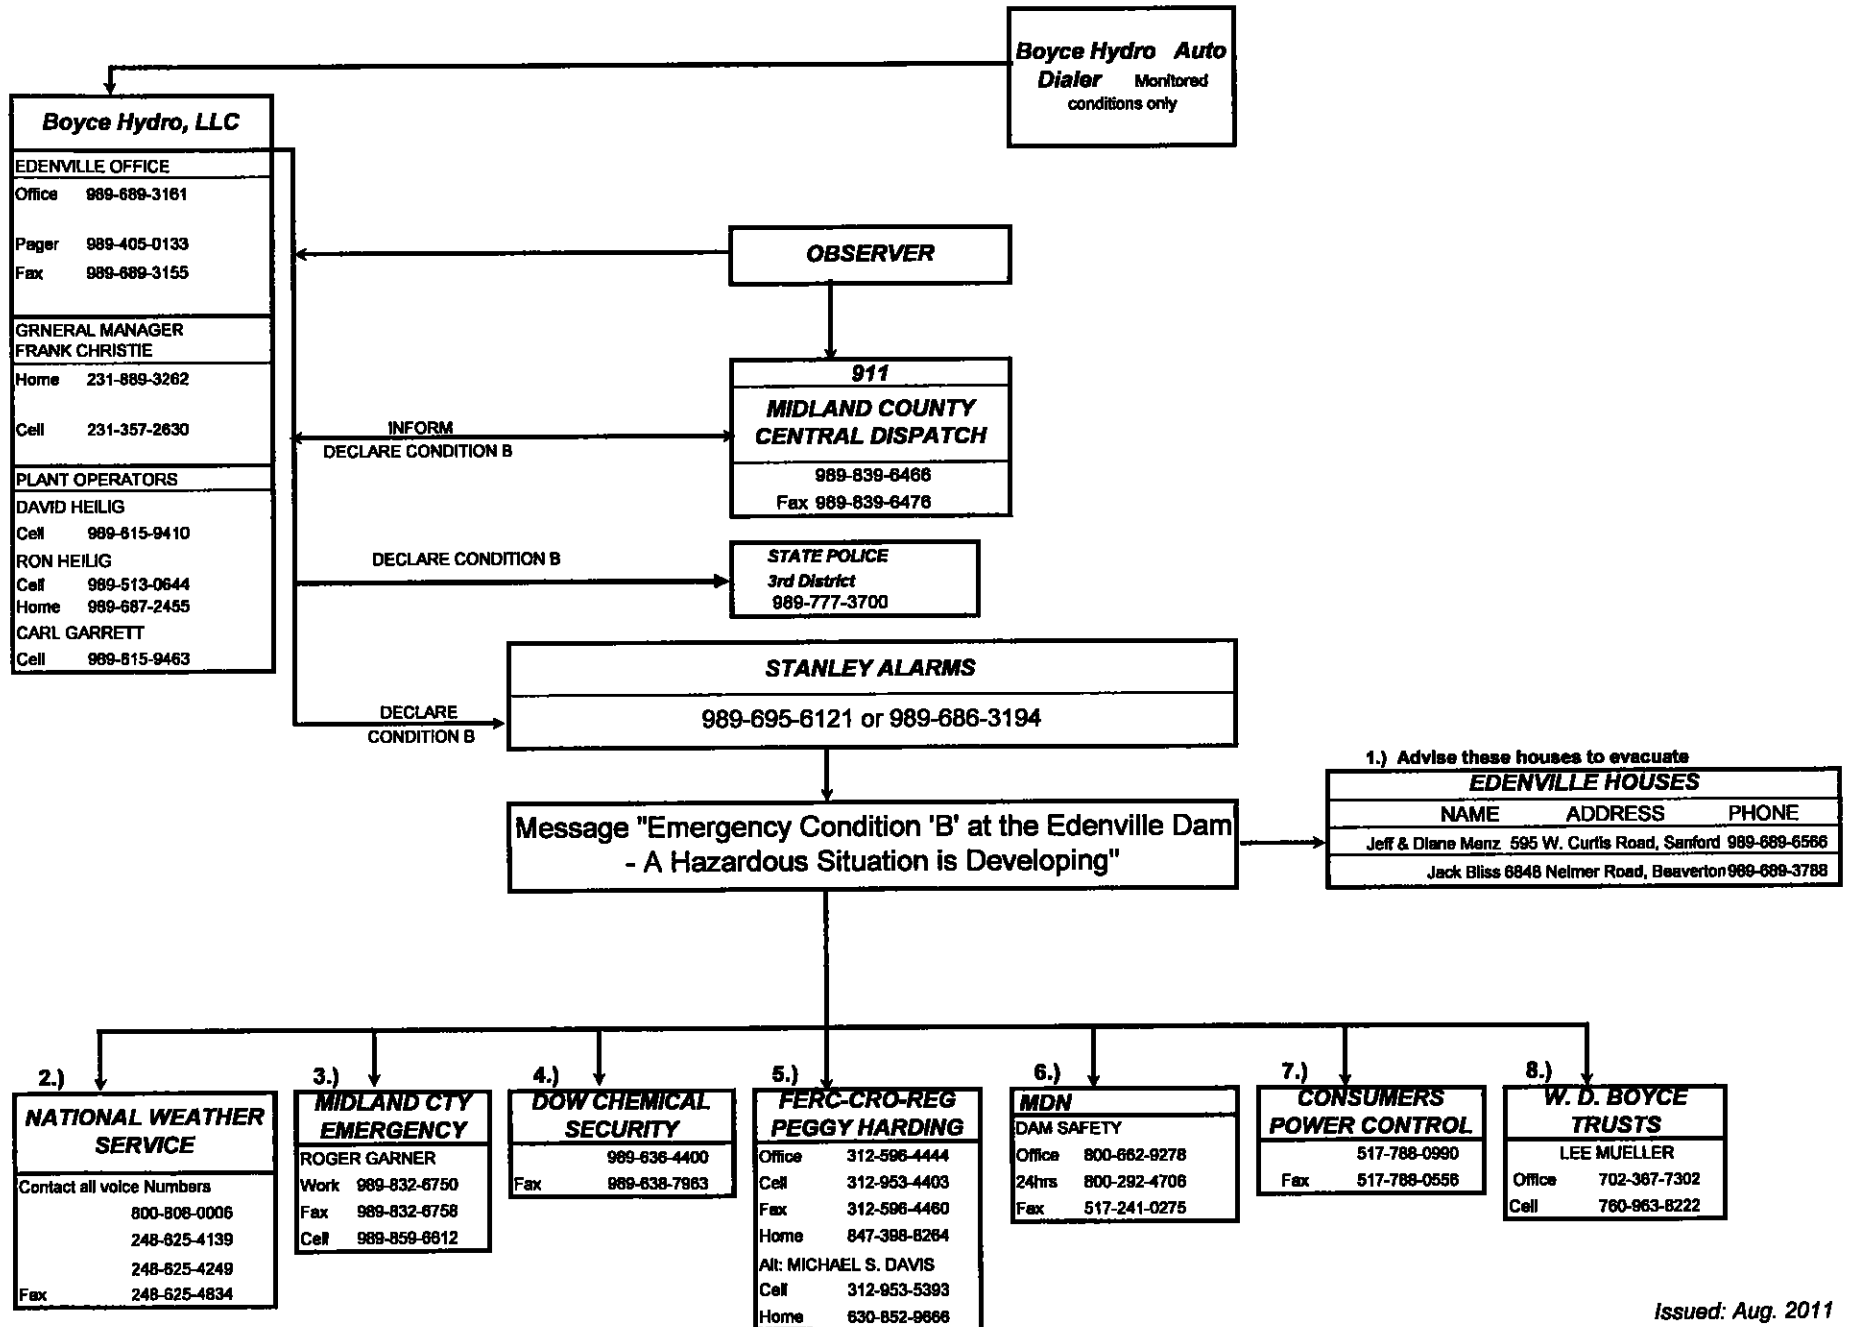 Boyce Hydro Auto
Dialer Monitored
conditions only
Boyce Hydro, LLC
EDENVILLE OFFICE
Office 989-689-3161
Pager 989-405-0133
Fax 989-689-3155
GRNERAL MANAGER
FRANK CHRISTIE
Home 231-889-3262
Cell 231-357-2630
PLANT OPERATORS
DAVID HEILIG
Cell 989-615-9410
RON HEILIG
Cell 989-513-0644
Home 989-687-2455
CARL GARRETT
Cell 989-615-9463
OBSERVER
911
MIDLAND COUNTY
CENTRAL DISPATCH
989-839-6466
Fax 989-839-6476
INFORM
DECLARE CONDITION B
DECLARE CONDITION B
STATE POLICE
3rd District
989-777-3700
DECLARE
CONDITION B
STANLEY ALARMS
989-695-6121 or 989-686-3194
Message "Emergency Condition 'B' at the Edenville Dam
- A Hazardous Situation is Developing"
1.) Advise these houses to evacuate
EDENVILLE HOUSES
NAME ADDRESS PHONE
Jeff & Diane Menz 595 W. Curtis Road, Sanford 989-689-6566
Jack Bliss 6848 Nelmer Road, Beaverton 989-689-3788
2.)
NATIONAL WEATHER
SERVICE
Contact all voice Numbers
800-808-0006
248-625-4139
248-625-4249
Fax 248-625-4834
3.)
MIDLAND CTY
EMERGENCY
ROGER GARNER
Work 989-832-6750
Fax 989-832-6758
Cell 989-859-6612
4.)
DOW CHEMICAL
SECURITY
989-636-4400
Fax 989-638-7963
5.)
FERC-CRO-REG
PEGGY HARDING
Office 312-596-4444
Cell 312-953-4403
Fax 312-596-4460
Home 847-398-8264
Alt: MICHAEL S. DAVIS
Cell 312-953-5393
Home 630-852-9666
6.)
MDN
DAM SAFETY
Office 800-662-9278
24hrs 800-292-4706
Fax 517-241-0275
7.)
CONSUMERS
POWER CONTROL
517-788-0990
Fax 517-788-0556
8.)
W. D. BOYCE
TRUSTS
LEE MUELLER
Office 702-367-7302
Cell 760-963-8222
Issued: Aug. 2011